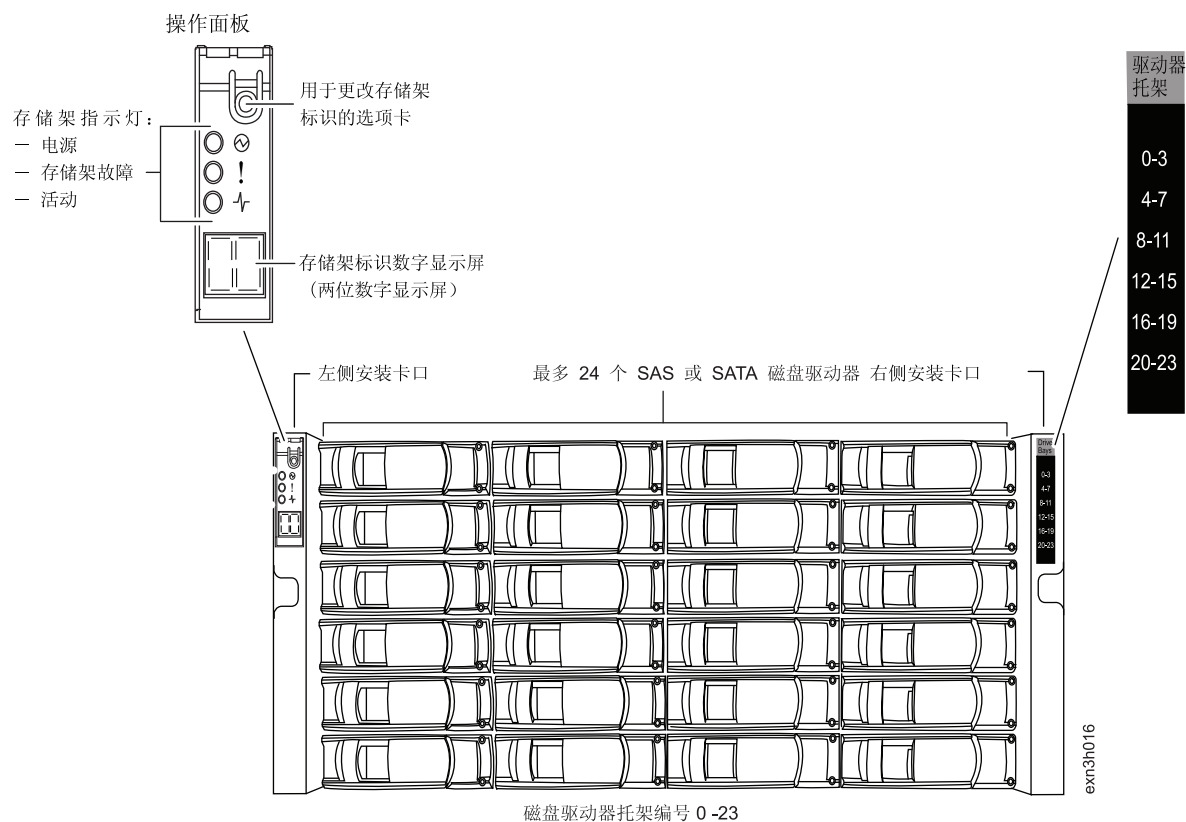 操作面板
用于更改存储架
标识的选项卡
存储架指示灯：
— 电源
— 存储架故障
— 活动
!
存储架标识数字显示屏
（两位数字显示屏）
驱动器
托架
0-3
4-7
8-11
12-15
16-19
20-23
左侧安装卡口
最多 24 个 SAS 或 SATA 磁盘驱动器
右侧安装卡口
!
Drive
Bays
0-3
4-7
8-11
12-15
16-19
20-23
exn3h016
磁盘驱动器托架编号 0 -23